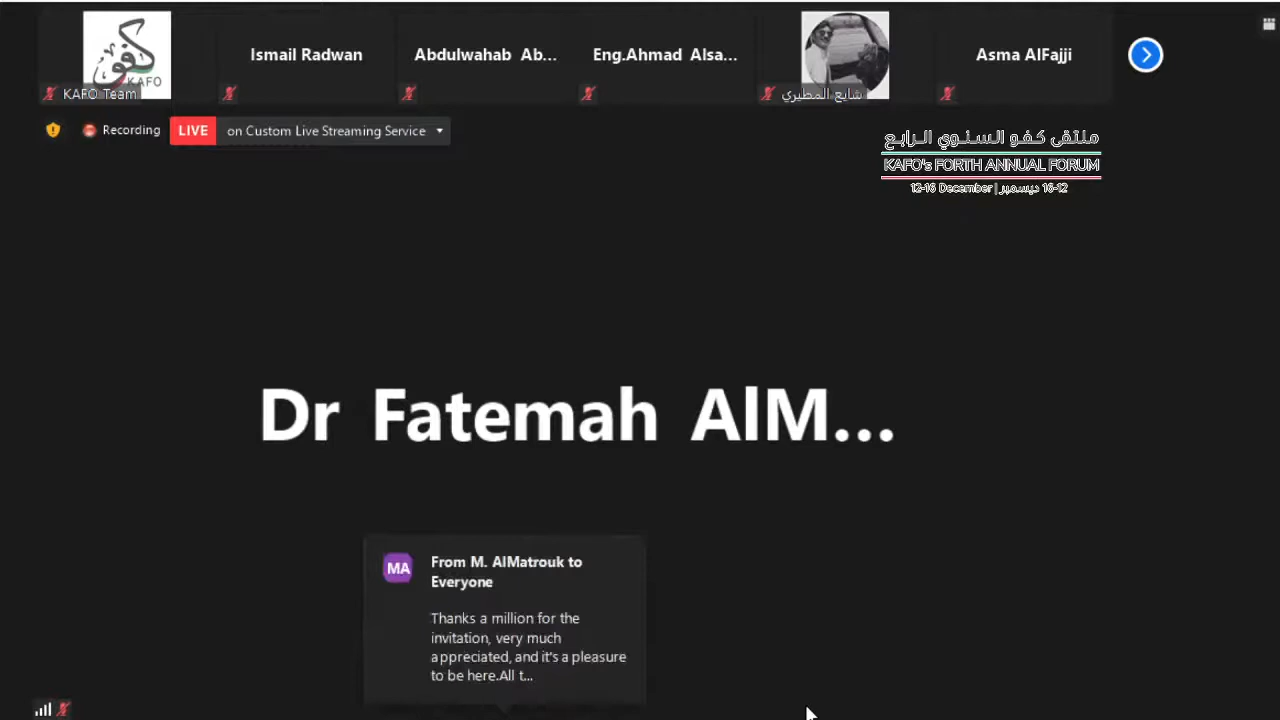 كفو
KAFO
KAFO Team
Ismail Radwan
Abdulwahab Ab...
Eng.Ahmad Alsa...
شايع المطيري
Asma AlFajji
Recording
LIVE on Custom Live Streaming Service
ملتقى كفو السنوي الرابع
KAFO's FORTH ANNUAL FORUM
12-16 December | ديسمبر 12-16
Dr Fatemah AlM...
MA
From M. AlMatrouk to
Everyone
Thanks a million for the
invitation, very much
appreciated, and it's a pleasure
to be here.All t...